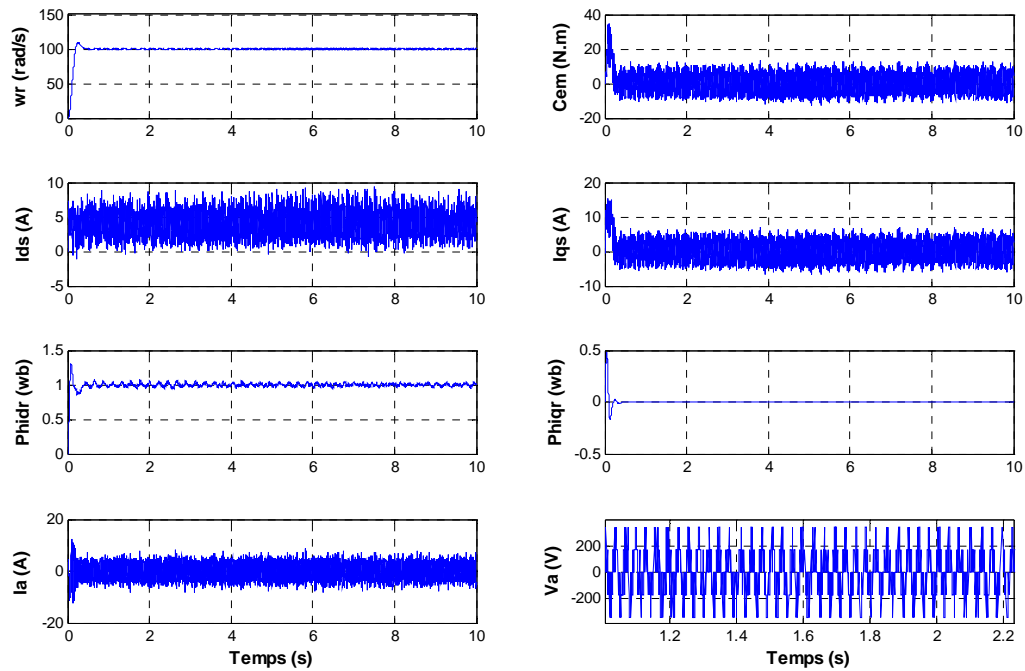 wr (rad/s)
150
100
50
0
0 2 4 6 8 10
Cem (N.m)
40
20
0
-20
0 2 4 6 8 10
Ids (A)
10
5
0
-5
0 2 4 6 8 10
Iqs (A)
20
10
0
-10
0 2 4 6 8 10
Phidr (wb)
1.5
1
0.5
0
0 2 4 6 8 10
Phiqr (wb)
0.5
0
-0.5
0 2 4 6 8 10
Ia (A)
20
0
-20
0 2 4 6 8 10
Temps (s)
Va (V)
200
0
-200
1.2 1.4 1.6 1.8 2 2.2
Temps (s)